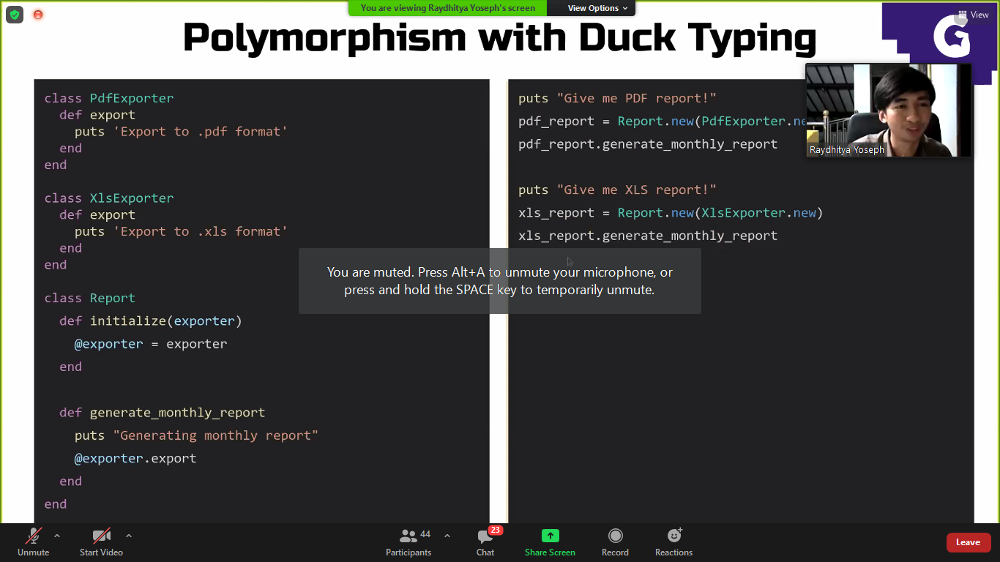 You are viewing Raydhitya Yoseph's screen
View Options
View
Polymorphism with Duck Typing
G
class PdfExporter
def export
puts 'Export to .pdf format'
end
end
class XlsExporter
def export
puts 'Export to .xls format'
end
end
class Report
def initialize(exporter)
@exporter = exporter
end
def generate_monthly_report
puts "Generating monthly report"
@exporter.export
end
end
puts "Give me PDF report!"
pdf_report = Report.new(PdfExporter.ne
pdf_report.generate_monthly_report
puts "Give me XLS report!"
xls_report = Report.new(XlsExporter.new)
xls_report.generate_monthly_report
Raydhitya Yoseph
You are muted. Press Alt+A to unmute your microphone, or
press and hold the SPACE key to temporarily unmute.
Unmute
Start Video
Participants
44
Chat
23
Share Screen
Record
Reactions
Leave